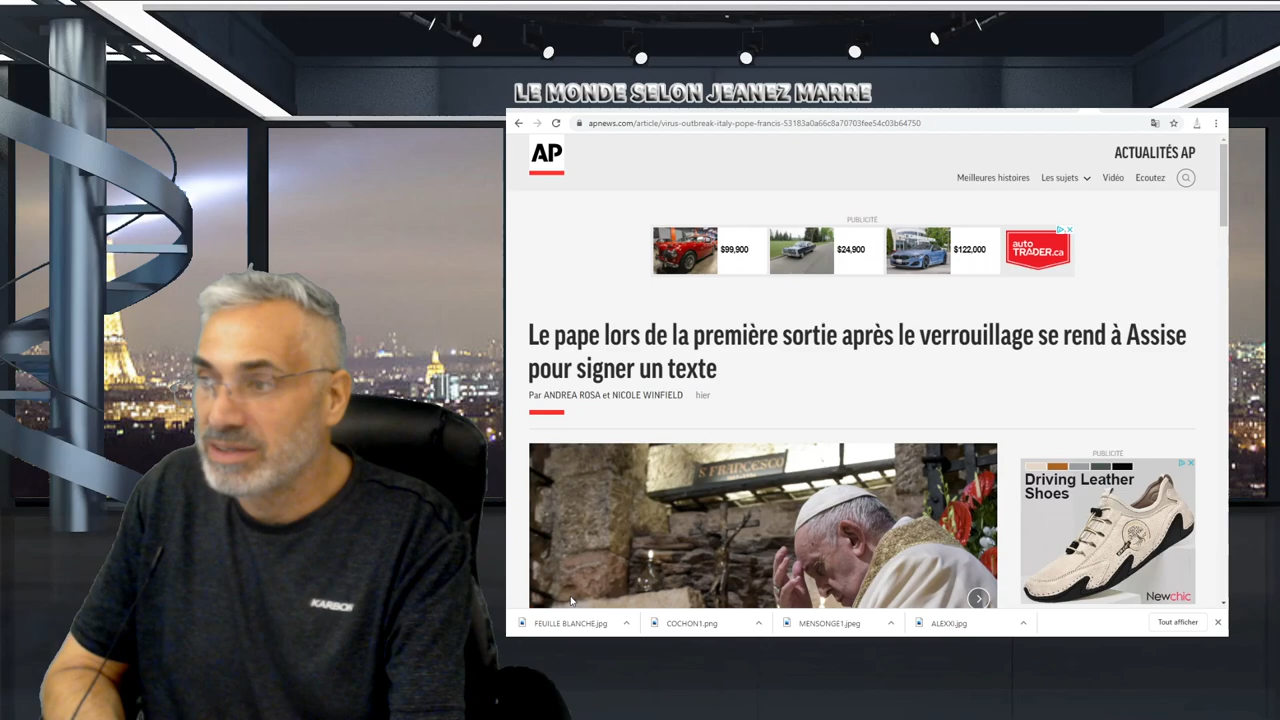 LE MONDE SELON JEANEZ MARRE
apnews.com/article/virus-outbreak-italy-pope-francis-53183a0a66c8a70703fee54c03b64750
AP
ACTUALITÉS AP
Meilleures histoires Les sujets Vidéo Ecoutez
PUBLICITÉ
$99,900 $24,900 $122,000
auto
TRADER.ca
Le pape lors de la première sortie après le verrouillage se rend à Assise
pour signer un texte
Par ANDREA ROSA et NICOLE WINFIELD hier
S FRANCESCO
PUBLICITÉ
Driving Leather
Shoes
Newchic
KARBON
FEUILLE BLANCHE.jpg COCHON1.png MENSONGE1.jpeg ALEXXI.jpg Tout afficher